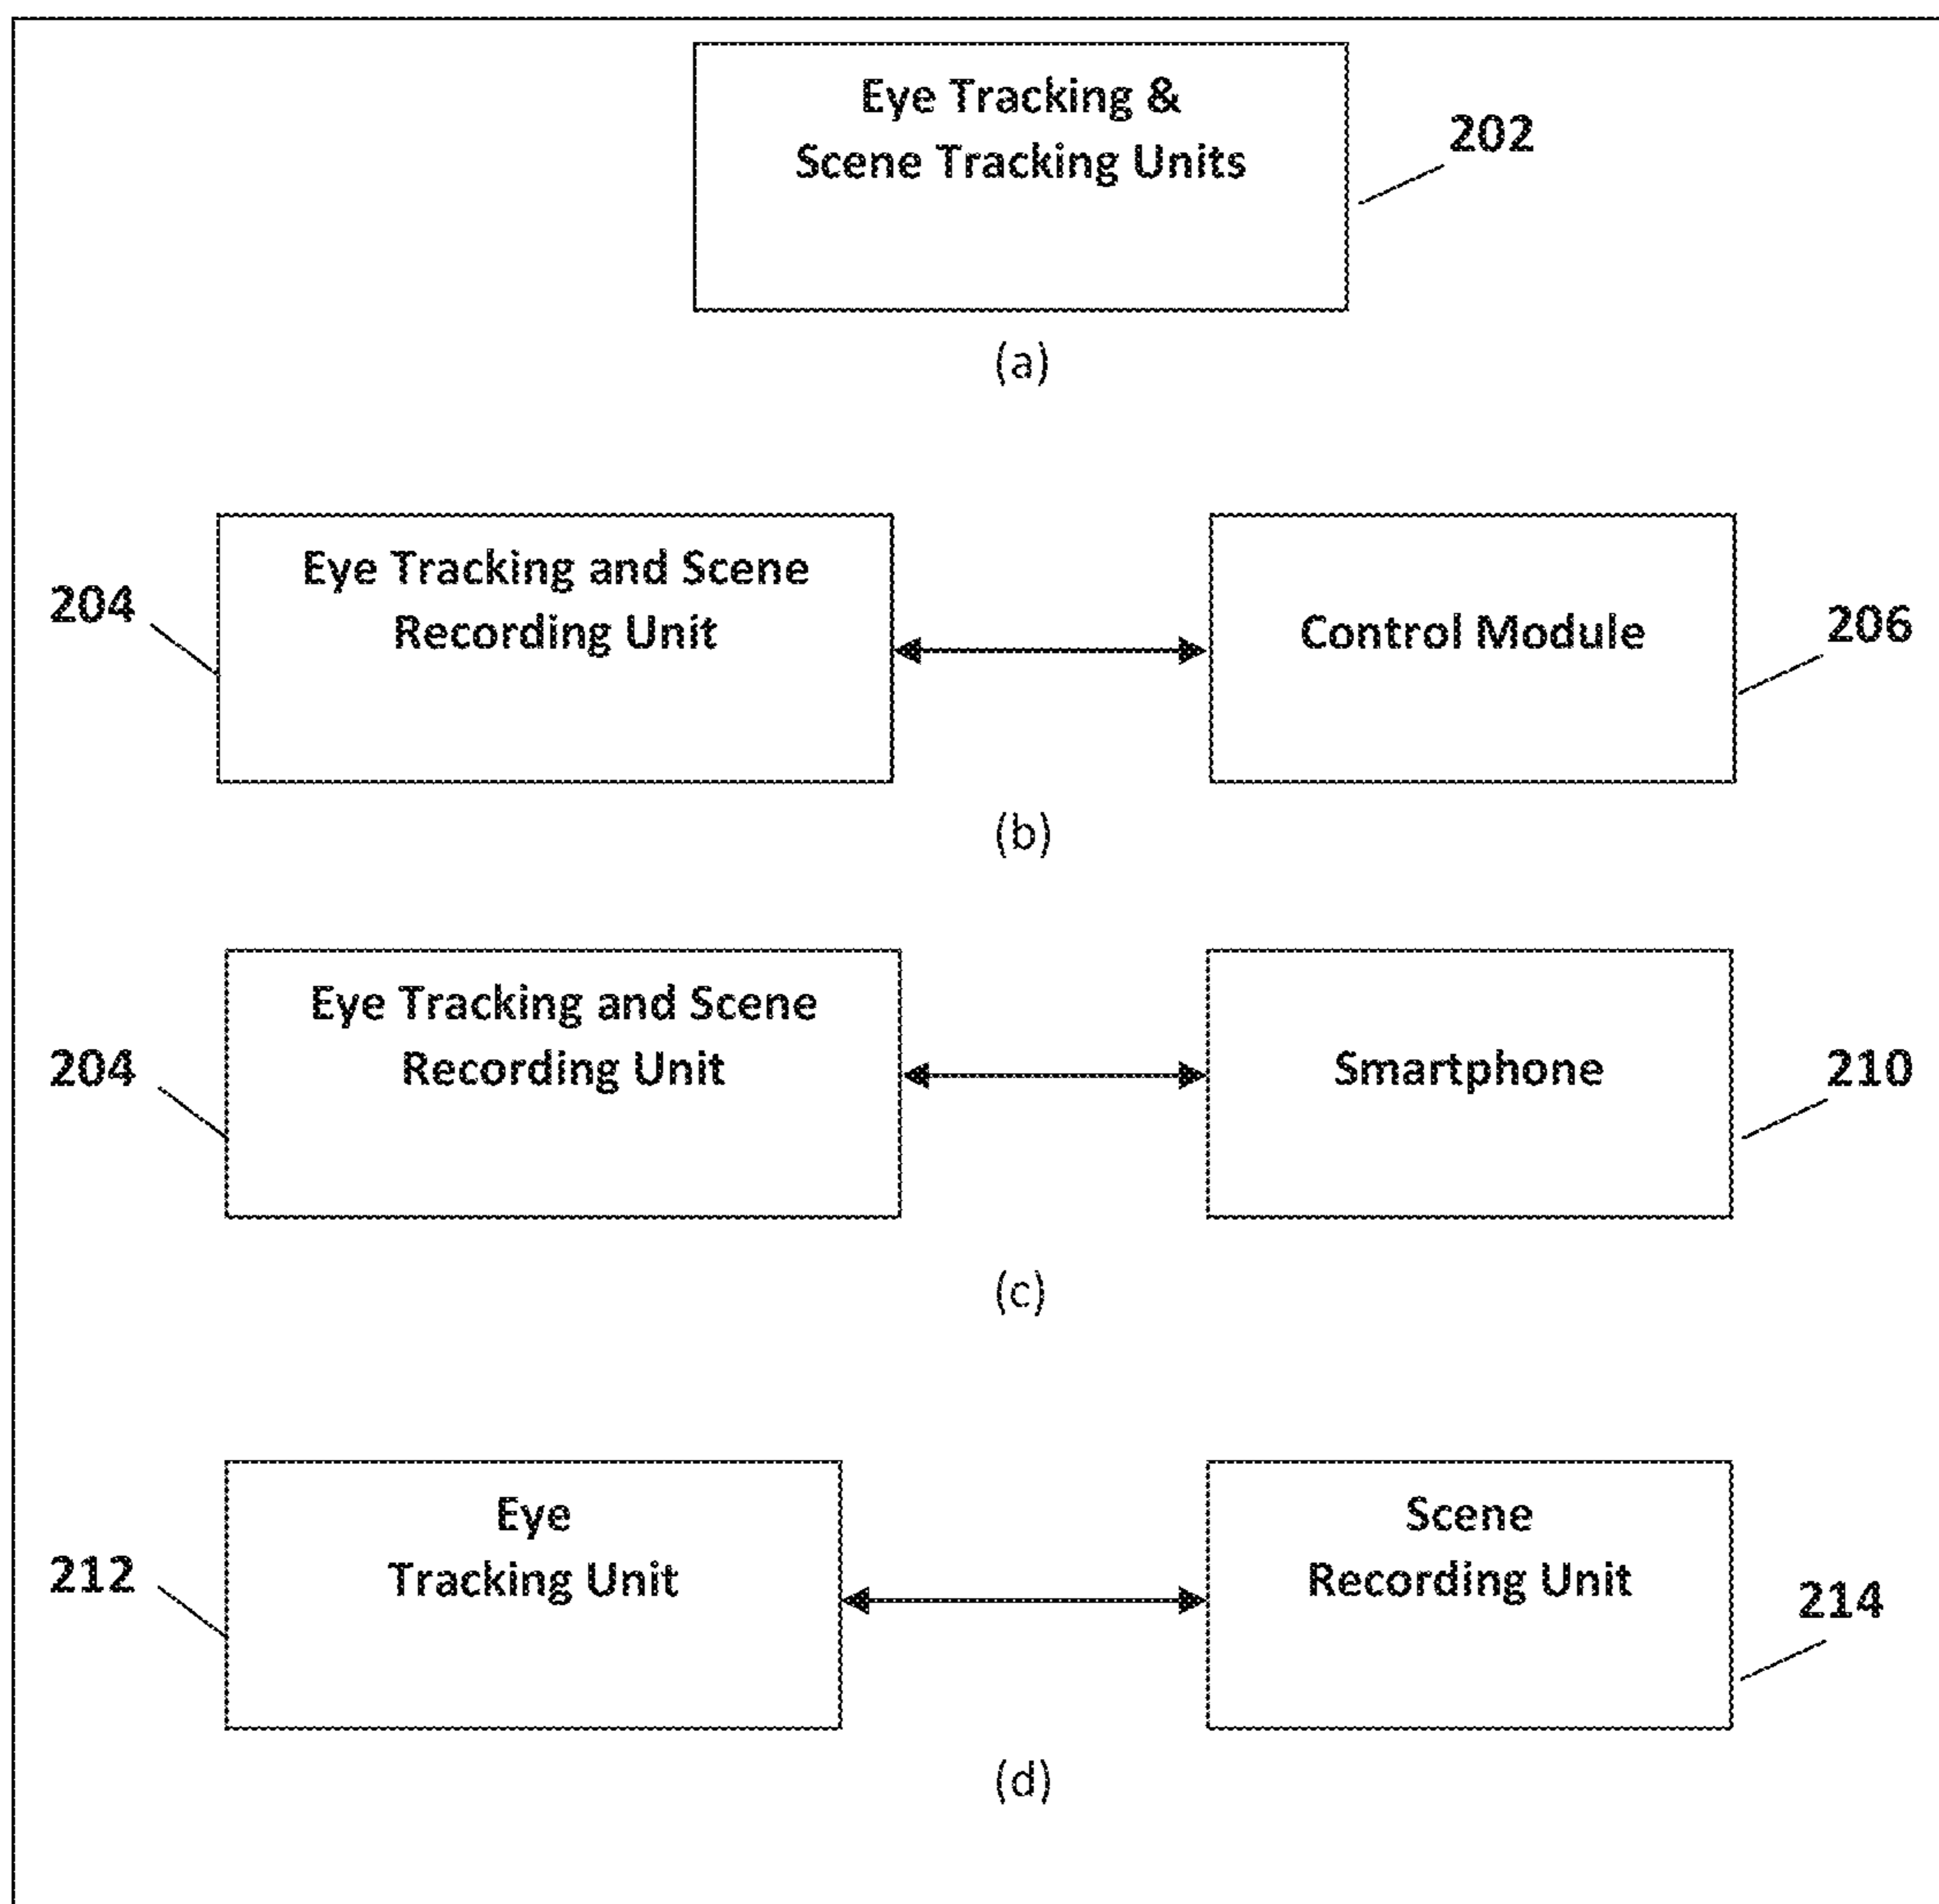 Eye Tracking &
Scene Tracking Units
202
(a)
Eye Tracking and Scene
Recording Unit
204
Control Module
206
(b)
Eye Tracking and Scene
Recording Unit
204
Smartphone
210
(c)
Eye
Tracking Unit
212
Scene
Recording Unit
214
(d)